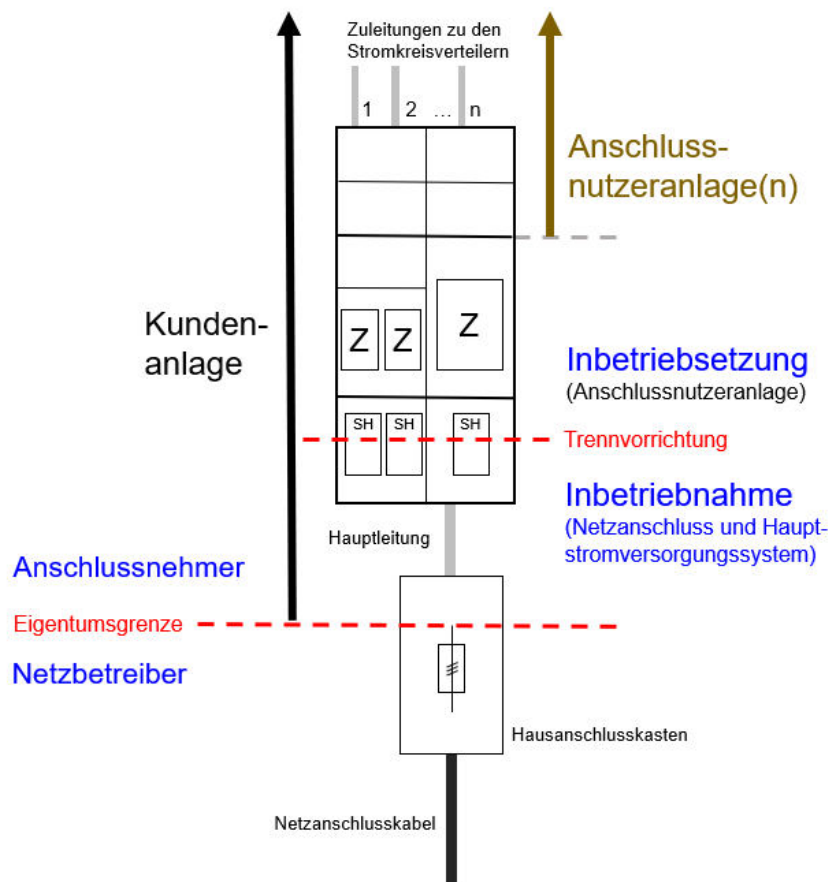 Zuleitungen zu den
Stromkreisverteilern
1 2 ... n
Anschluss-
nutzeranlage(n)
Kunden-
anlage
Z Z Z
Inbetriebsetzung
(Anschlussnutzeranlage)
SH SH SH
Trennvorrichtung
Inbetriebnahme
(Netzanschluss und Haupt-
stromversorgungssystem)
Hauptleitung
Anschlussnehmer
Eigentumsgrenze
Netzbetreiber
Hausanschlusskasten
Netzanschlusskabel